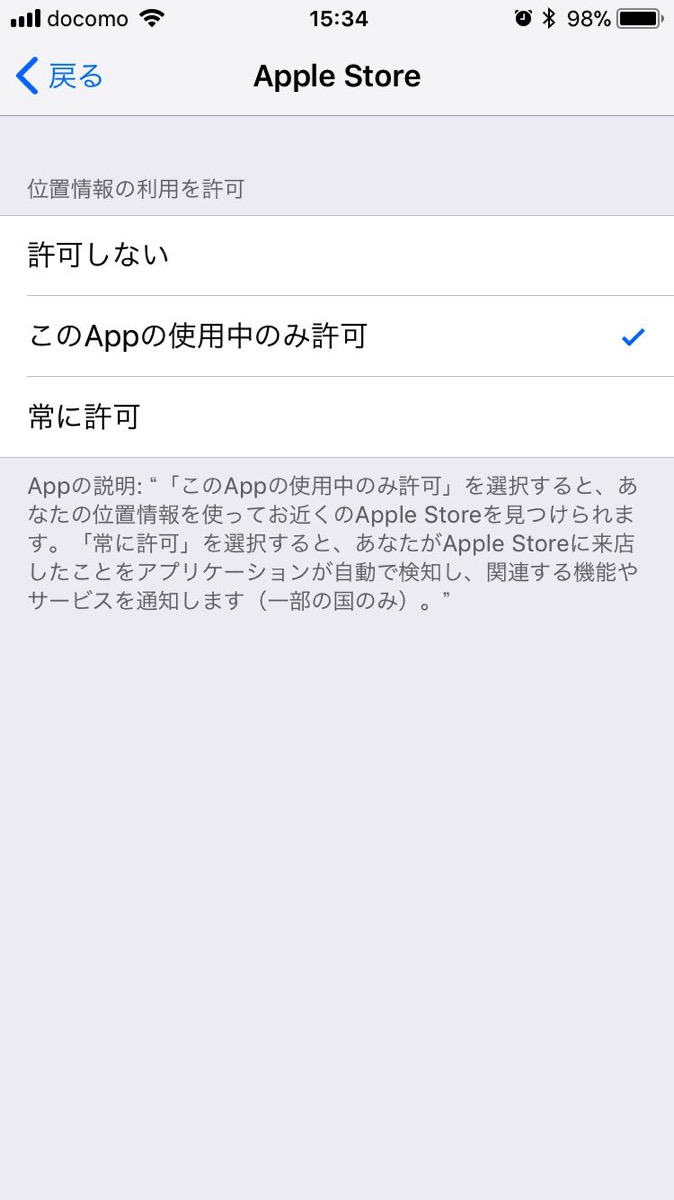 docomo 15:34 98%
戻る Apple Store
位置情報の利用を許可
許可しない
このAppの使用中のみ許可
常に許可
Appの説明: “「このAppの使用中のみ許可」を選択すると、あ
なたの位置情報を使ってお近くのApple Storeを見つけられま
す。「常に許可」を選択すると、あなたがApple Storeに来店
したことをアプリケーションが自動で検知し、関連する機能や
サービスを通知します（一部の国のみ）。”